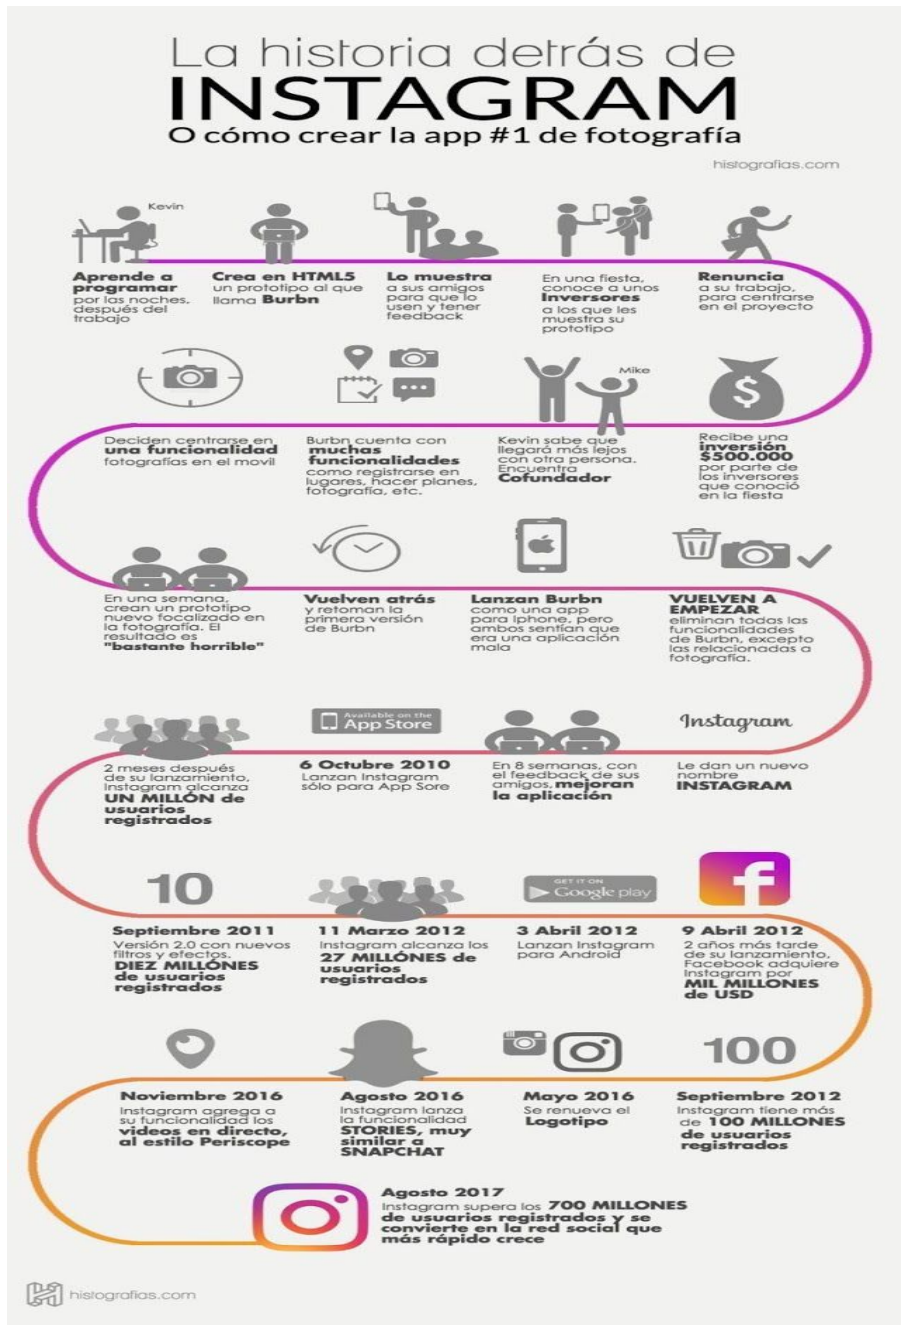 La historia detrás de
INSTAGRAM
O cómo crear la app #1 de fotografía
histografias.com
Kevin
Aprende a
programar
por las noches.
después del
trabajo
Crea en HTML5
un prototipo al que
llama Burbn
Lo muestra
a sus amigos
para que lo
usen y tener
feedback
En una fiesta,
conoce a unos
Inversores
a los que les
muestra su
prototipo
Renuncia
a su trabajo,
para centrarse
en el proyecto
$
Recibe una
inversión
$500.000
por parte de
los inversores
que conoció
en la fiesta
Mike
Kevin sabe que
llegará más lejos
con otra persona.
Encuentra
Cofundador
Burbn cuenta con
muchas
funcionalidades
como registrarse en
lugares, hacer planes,
fotografía, etc.
Deciden centrarse en
una funcionalidad
fotografías en el movil
En una semana,
crean un prototipo
nuevo focalizado en
la fotografía. El
resultado es
"bastante horrible"
Vuelven atrás
y retoman la
primera versión
de Burbn
Lanzan Burbn
como una app
para Iphone, pero
ambos sentían que
era una aplicación
mala
VUELVEN A
EMPEZAR
eliminan todas las
funcionalidades
de Burbn, excepto
las relacionadas a
fotografía.
Instagram
Le dan un nuevo
nombre
INSTAGRAM
En 8 semanas, con
el feedback de sus
amigos, mejoran
la aplicación
Available on the
App Store
6 Octubre 2010
Lanzan Instagram
sólo para App Sore
2 meses después
de su lanzamiento,
Instagram alcanza
UN MILLÓN de
usuarios
registrados
10
Septiembre 2011
Versión 2.0 con nuevos
filtros y efectos.
DIEZ MILLÓNES
de usuarios
registrados
11 Marzo 2012
Instagram alcanza los
27 MILLÓNES de
usuarios
registrados
GET IT ON
Google play
3 Abril 2012
Lanzan Instagram
para Android
f
9 Abril 2012
2 años más tarde
de su lanzamiento,
Facebook adquiere
Instagram por
MIL MILLONES
de USD
100
Septiembre 2012
Instagram tiene más
de 100 MILLONES
de usuarios
registrados
Mayo 2016
Se renueva el
Logotipo
Agosto 2016
Instagram lanza
la funcionalidad
STORIES, muy
similar a
SNAPCHAT
Noviembre 2016
Instagram agrega a
su funcionalidad los
videos en directo,
al estilo Periscope
Agosto 2017
Instagram supera los 700 MILLONES
de usuarios registrados y se
convierte en la red social que
más rápido crece
histografias.com